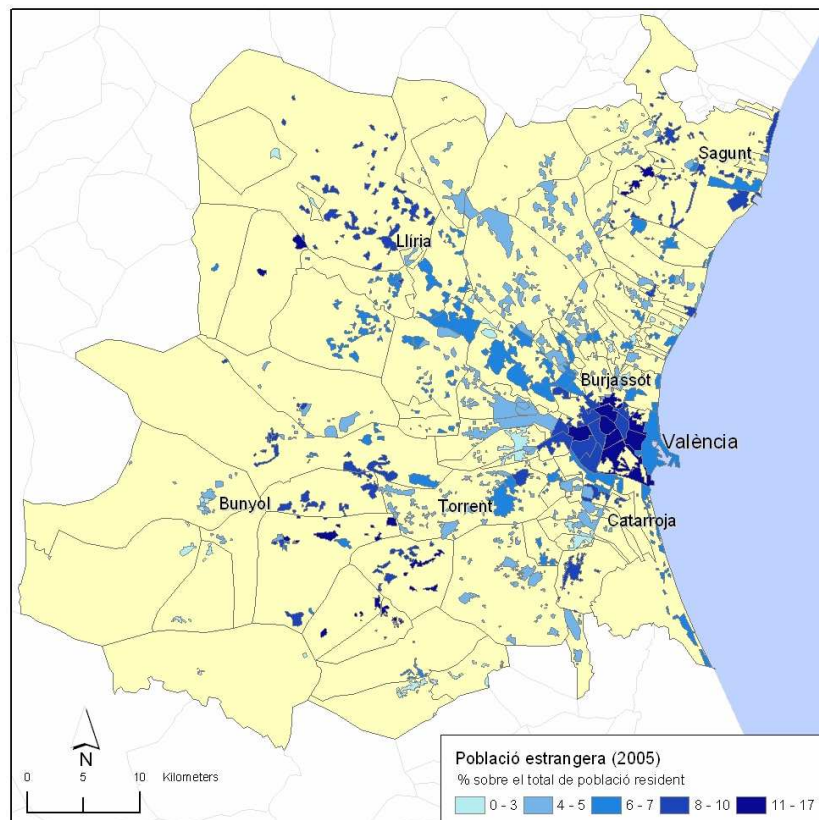 Sagunt
Llíria
Burjassot
València
Bunyol
Torrent
Catarroja
N
0 5 10 Kilometers
Població estrangera (2005)
% sobre el total de població resident
0 - 3 4 - 5 6 - 7 8 - 10 11 - 17